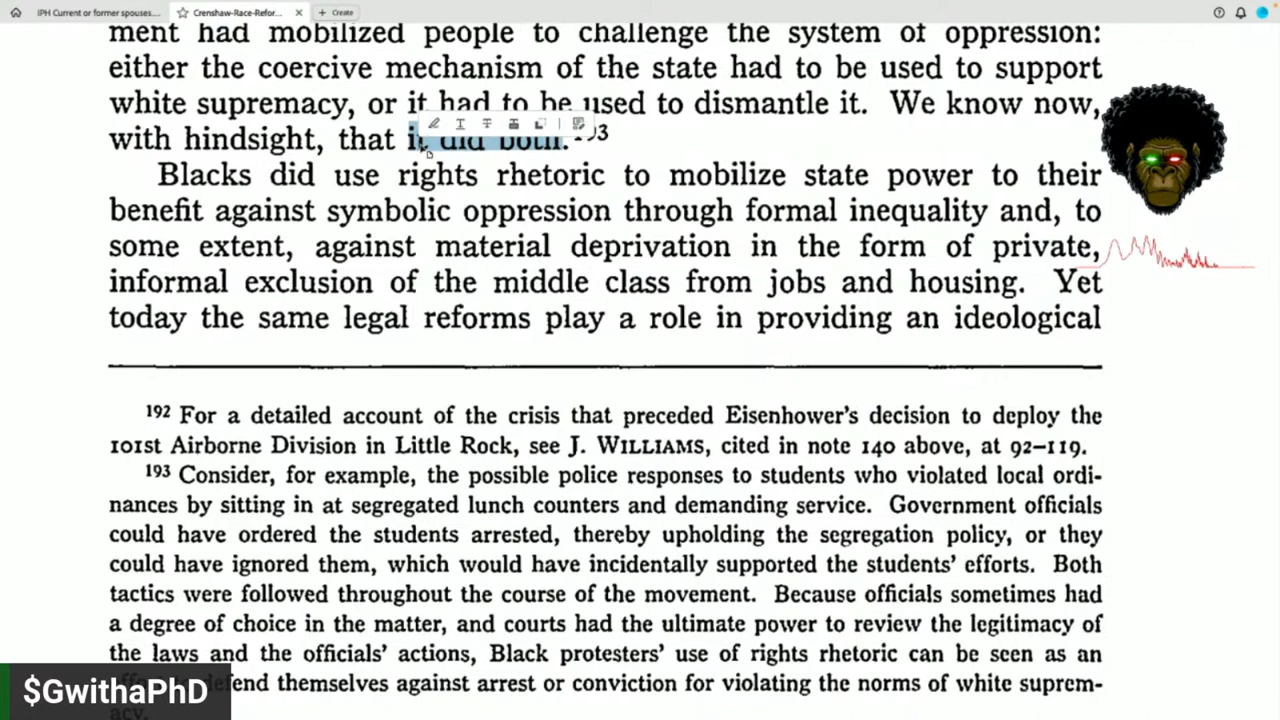 IPH Current or former spouses....
Crenshaw-Race-Refor...
Create
ment had mobilized people to challenge the system of oppression:
either the coercive mechanism of the state had to be used to support
white supremacy, or it had to be used to dismantle it. We know now,
with hindsight, that it did both.193
Blacks did use rights rhetoric to mobilize state power to their
benefit against symbolic oppression through formal inequality and, to
some extent, against material deprivation in the form of private,
informal exclusion of the middle class from jobs and housing. Yet
today the same legal reforms play a role in providing an ideological
192 For a detailed account of the crisis that preceded Eisenhower's decision to deploy the
101st Airborne Division in Little Rock, see J. WILLIAMS, cited in note 140 above, at 92–119.
193 Consider, for example, the possible police responses to students who violated local ordi-
nances by sitting in at segregated lunch counters and demanding service. Government officials
could have ordered the students arrested, thereby upholding the segregation policy, or they
could have ignored them, which would have incidentally supported the students' efforts. Both
tactics were followed throughout the course of the movement. Because officials sometimes had
a degree of choice in the matter, and courts had the ultimate power to review the legitimacy of
the laws and the officials' actions, Black protesters' use of rights rhetoric can be seen as an
defend themselves against arrest or conviction for violating the norms of white suprem-
$GwithaPhD